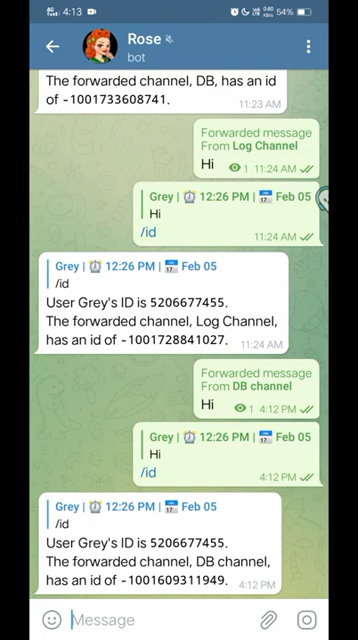 4G 4:13 0.60 KB/s 54%
Rose
bot
The forwarded channel, DB, has an id
of -1001733608741. 11:23 AM
Forwarded message
From Log Channel
Hi 1 11:24 AM
Grey | ⏰ 12:26 PM | 📅 Feb 05
Hi
/id
11:24 AM
Grey | ⏰ 12:26 PM | 📅 Feb 05
/id
User Grey's ID is 5206677455.
The forwarded channel, Log Channel,
has an id of -1001728841027. 11:24 AM
Forwarded message
From DB channel
Hi 1 4:12 PM
Grey | ⏰ 12:26 PM | 📅 Feb 05
Hi
/id
4:12 PM
Grey | ⏰ 12:26 PM | 📅 Feb 05
/id
User Grey's ID is 5206677455.
The forwarded channel, DB channel,
has an id of -1001609311949. 4:12 PM
Message